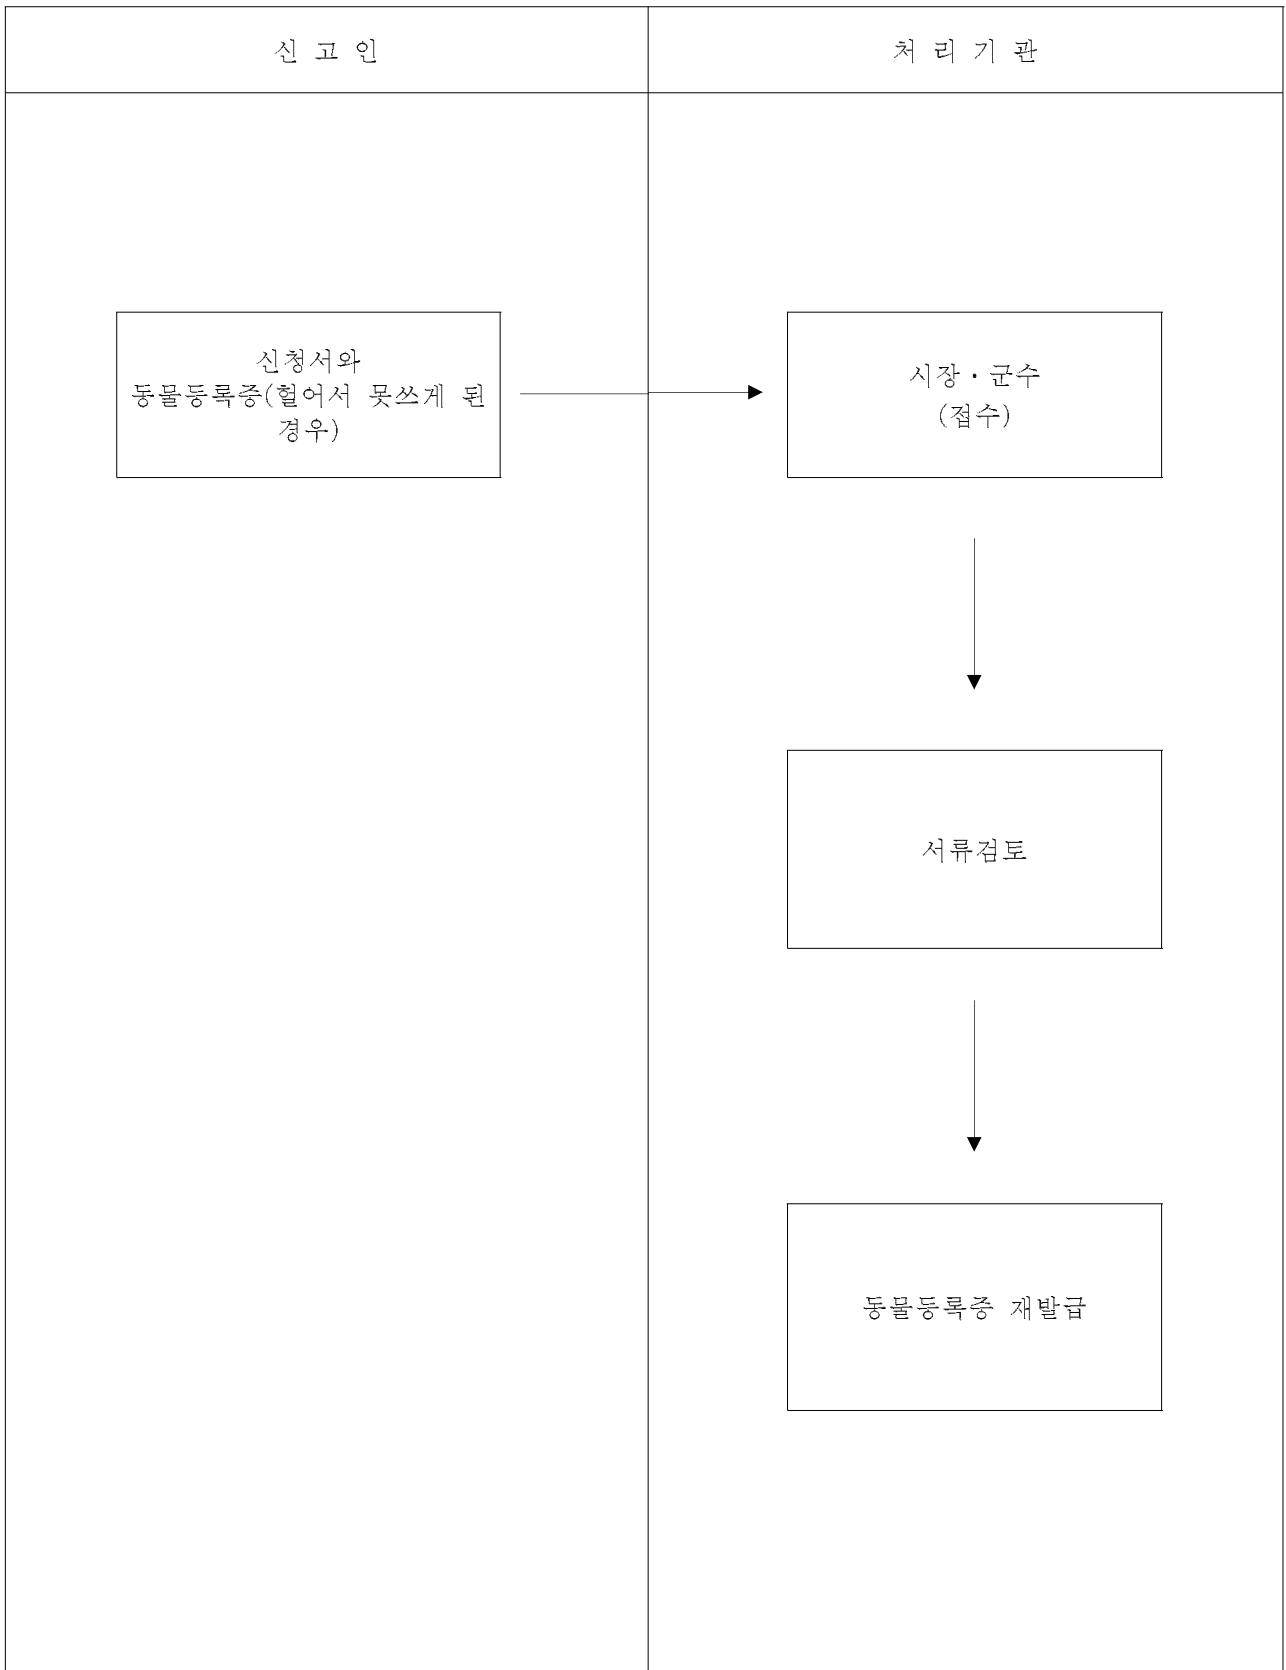 신 고 인
처 리 기 관
신청서와
동물등록증(헐어서 못쓰게 된
경우)
시장·군수
(접수)
서류검토
동물등록증 재발급